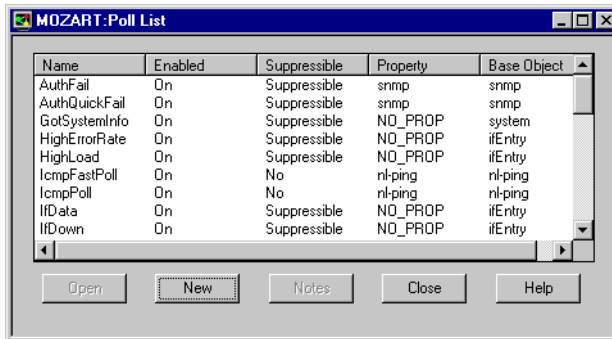 MOZART:Poll List
Name Enabled Suppressible Property Base Object
AuthFail On Suppressible snmp snmp
AuthQuickFail On Suppressible snmp snmp
GotSystemInfo On Suppressible NO_PROP system
HighErrorRate On Suppressible NO_PROP ifEntry
HighLoad On Suppressible NO_PROP ifEntry
IcmpFastPoll On No nl-ping nl-ping
IcmpPoll On No nl-ping nl-ping
IfData On Suppressible NO_PROP ifEntry
IfDown On Suppressible NO_PROP ifEntry
Open New Notes Close Help